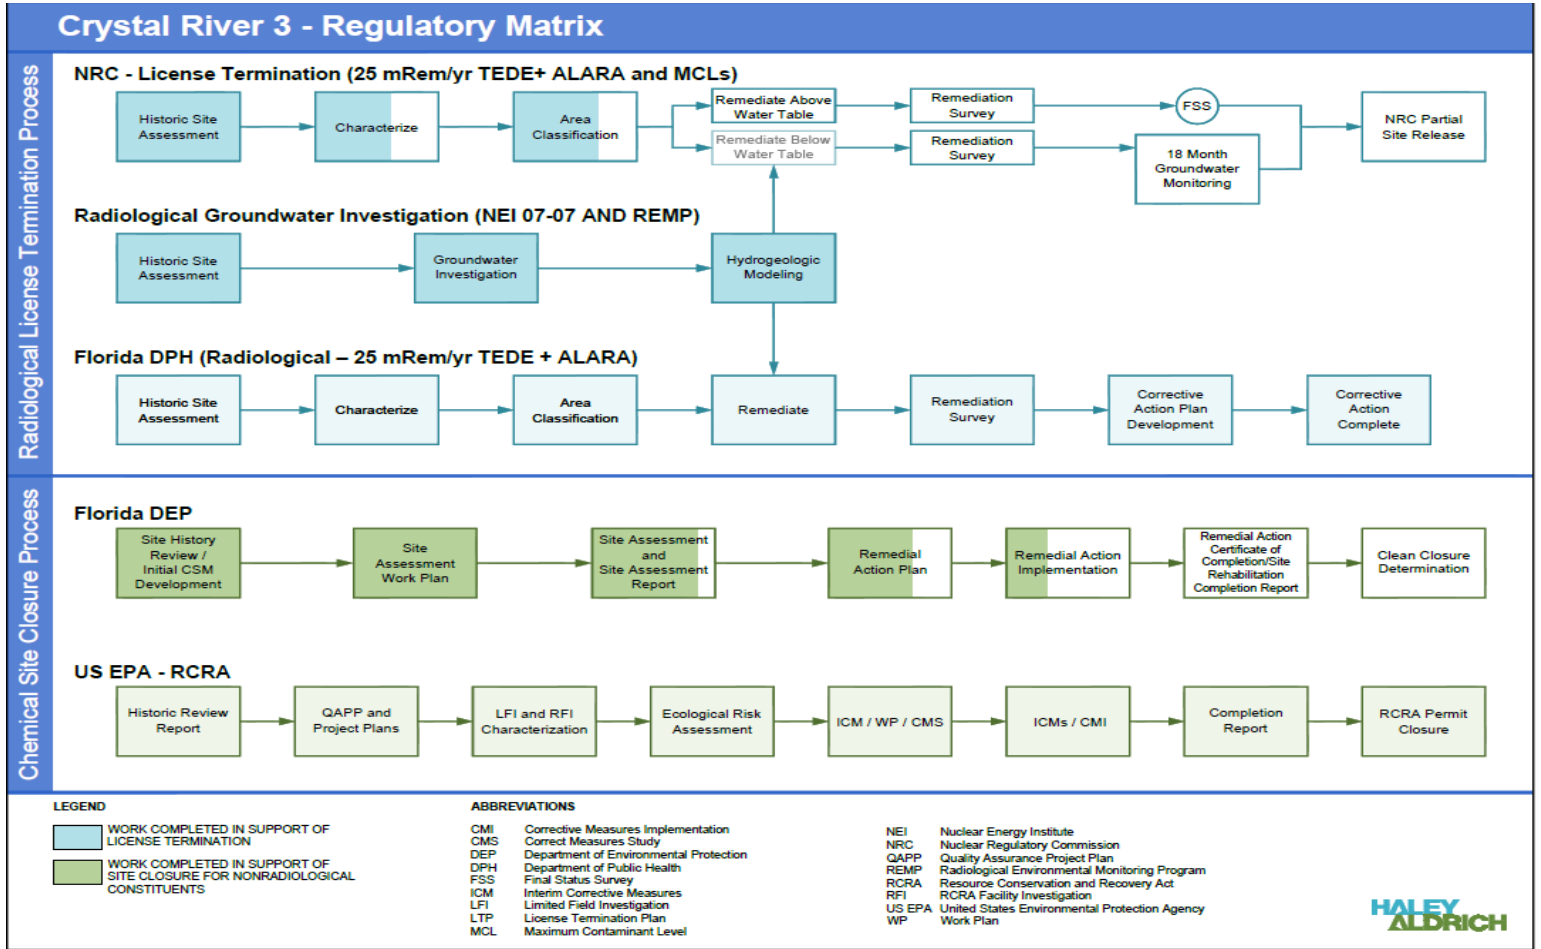 Crystal River 3 - Regulatory Matrix
Radiological License Termination Process
NRC - License Termination (25 mRem/yr TEDE+ ALARA and MCLs)
Historic Site
Assessment
Characterize
Area
Classification
Remediate Above
Water Table
Remediation
Survey
FSS
NRC Partial
Site Release
Remediate Below
Water Table
Remediation
Survey
18 Month
Groundwater
Monitoring
Radiological Groundwater Investigation (NEI 07-07 AND REMP)
Historic Site
Assessment
Groundwater
Investigation
Hydrogeologic
Modeling
Florida DPH (Radiological – 25 mRem/yr TEDE + ALARA)
Historic Site
Assessment
Characterize
Area
Classification
Remediate
Remediation
Survey
Corrective
Action Plan
Development
Corrective
Action
Complete
Chemical Site Closure Process
Florida DEP
Site History
Review /
Initial CSM
Development
Site
Assessment
Work Plan
Site Assessment
and
Site Assessment
Report
Remedial
Action Plan
Remedial Action
Implementation
Remedial Action
Certificate of
Completion/Site
Rehabilitation
Completion Report
Clean Closure
Determination
US EPA - RCRA
Historic Review
Report
QAPP and
Project Plans
LFI and RFI
Characterization
Ecological Risk
Assessment
ICM / WP / CMS
ICMs / CMI
Completion
Report
RCRA Permit
Closure
LEGEND
WORK COMPLETED IN SUPPORT OF
LICENSE TERMINATION
WORK COMPLETED IN SUPPORT OF
SITE CLOSURE FOR NONRADIOLOGICAL
CONSTITUENTS
ABBREVIATIONS
CMI Corrective Measures Implementation
CMS Correct Measures Study
DEP Department of Environmental Protection
DPH Department of Public Health
FSS Final Status Survey
ICM Interim Corrective Measures
LFI Limited Field Investigation
LTP License Termination Plan
MCL Maximum Contaminant Level
NEI Nuclear Energy Institute
NRC Nuclear Regulatory Commission
QAPP Quality Assurance Project Plan
REMP Radiological Environmental Monitoring Program
RCRA Resource Conservation and Recovery Act
RFI RCRA Facility Investigation
US EPA United States Environmental Protection Agency
WP Work Plan
HALEY
ALDRICH